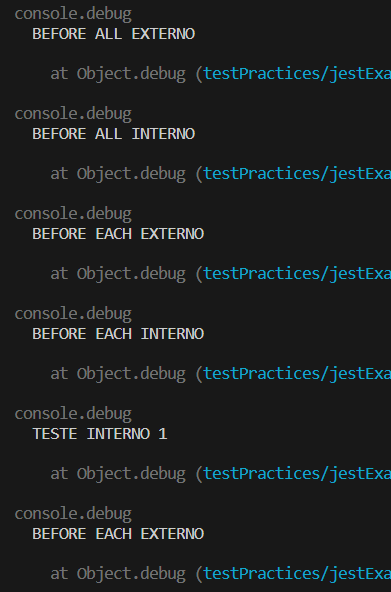 console.debug
BEFORE ALL EXTERNO
at Object.debug (testPractices/jestExa
console.debug
BEFORE ALL INTERNO
at Object.debug (testPractices/jestExa
console.debug
BEFORE EACH EXTERNO
at Object.debug (testPractices/jestExa
console.debug
BEFORE EACH INTERNO
at Object.debug (testPractices/jestExa
console.debug
TESTE INTERNO 1
at Object.debug (testPractices/jestExa
console.debug
BEFORE EACH EXTERNO
at Object.debug (testPractices/jestExa